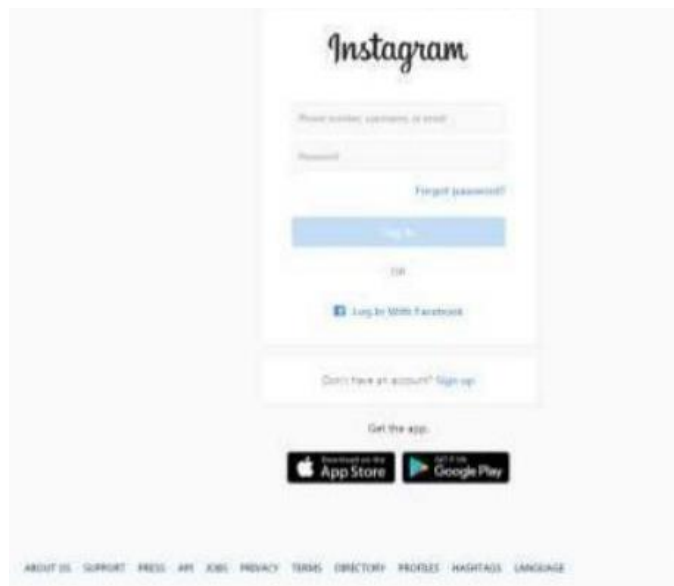 Instagram
Phone number, username, or email
Password
Forgot password?
Log In
OR
Log In With Facebook
Don't have an account? Sign up
Get the app.
Download on the
App Store
GET IT ON
Google Play
ABOUT US SUPPORT PRESS API JOBS PRIVACY TERMS DIRECTORY PROFILES HASHTAGS LANGUAGE